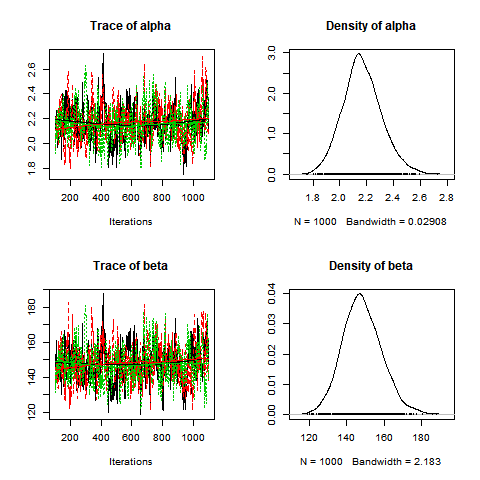 Trace of alpha
1.8 2.0 2.2 2.4 2.6
200 400 600 800 1000
Iterations
Density of alpha
0.0 1.0 2.0 3.0
1.8 2.0 2.2 2.4 2.6 2.8
N = 1000 Bandwidth = 0.02908
Trace of beta
120 140 160 180
200 400 600 800 1000
Iterations
Density of beta
0.00 0.01 0.02 0.03 0.04
120 140 160 180
N = 1000 Bandwidth = 2.183